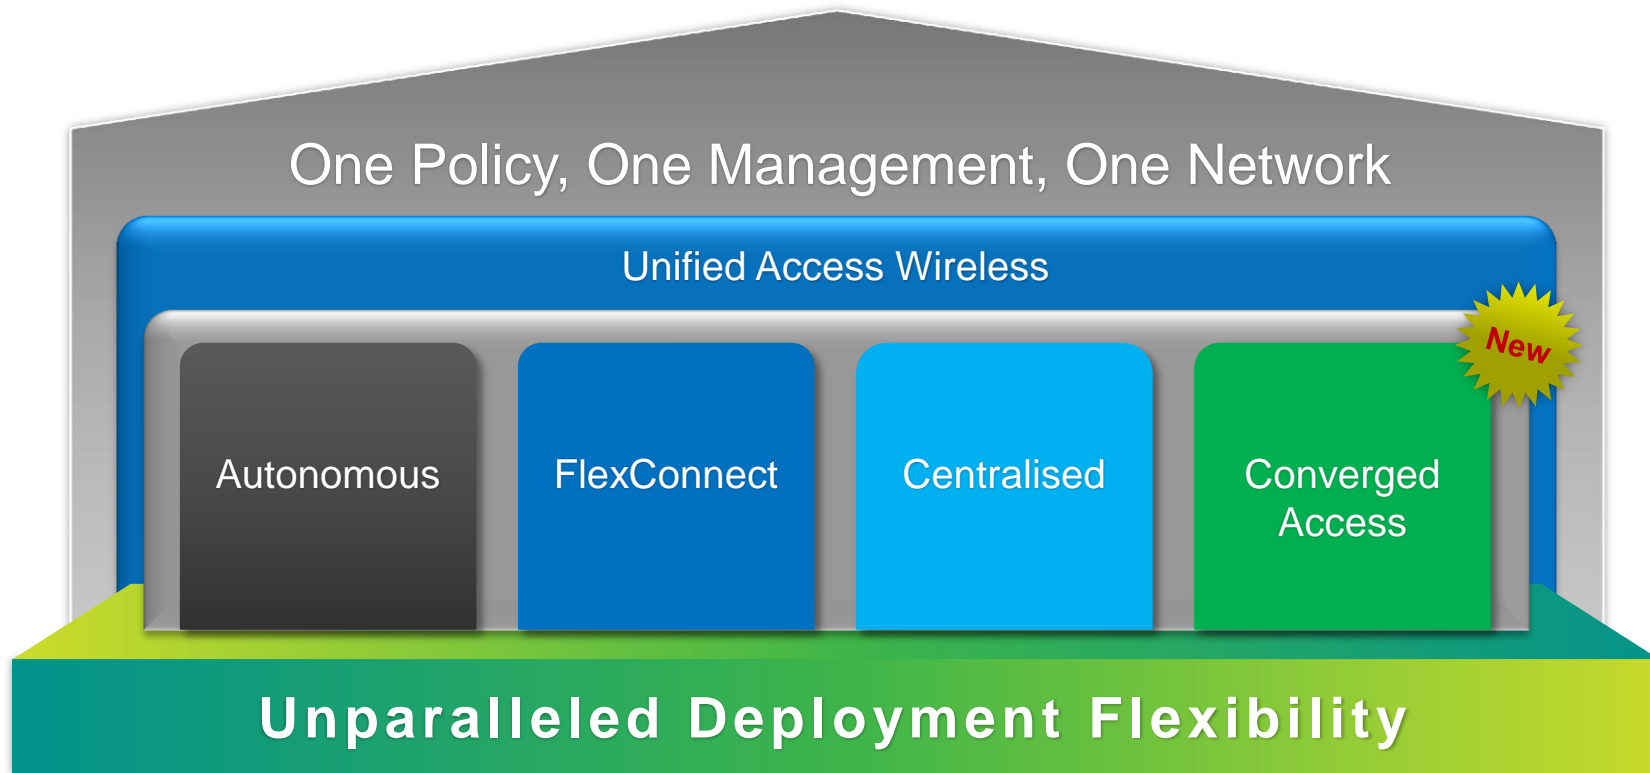 One Policy, One Management, One Network
Unified Access Wireless
New
Autonomous
FlexConnect
Centralised
Converged
Access
Unparalleled Deployment Flexibility